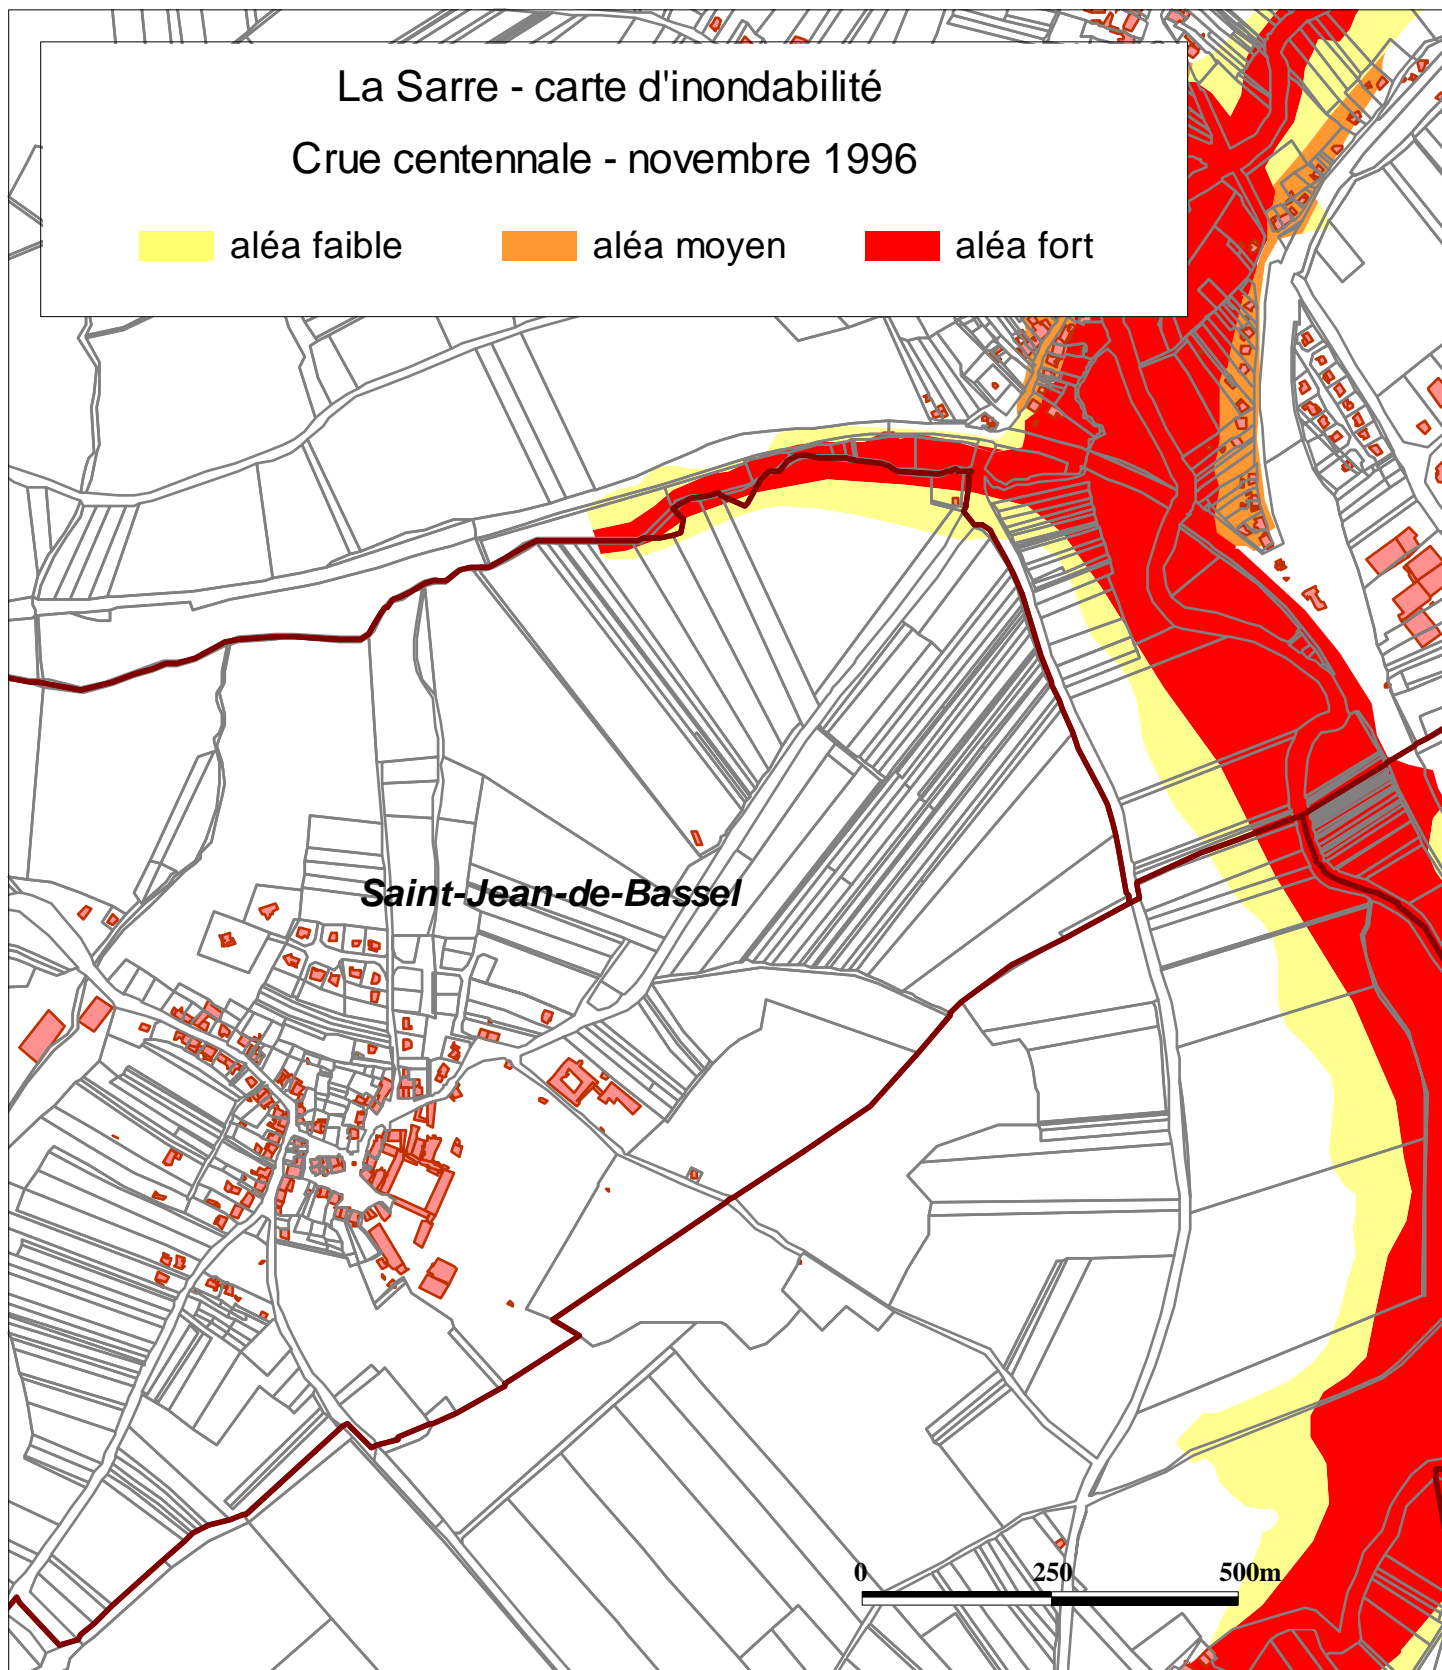 La Sarre - carte d'inondabilité
Crue centennale - novembre 1996
aléa faible aléa moyen aléa fort
Saint-Jean-de-Bassel
0 250 500m